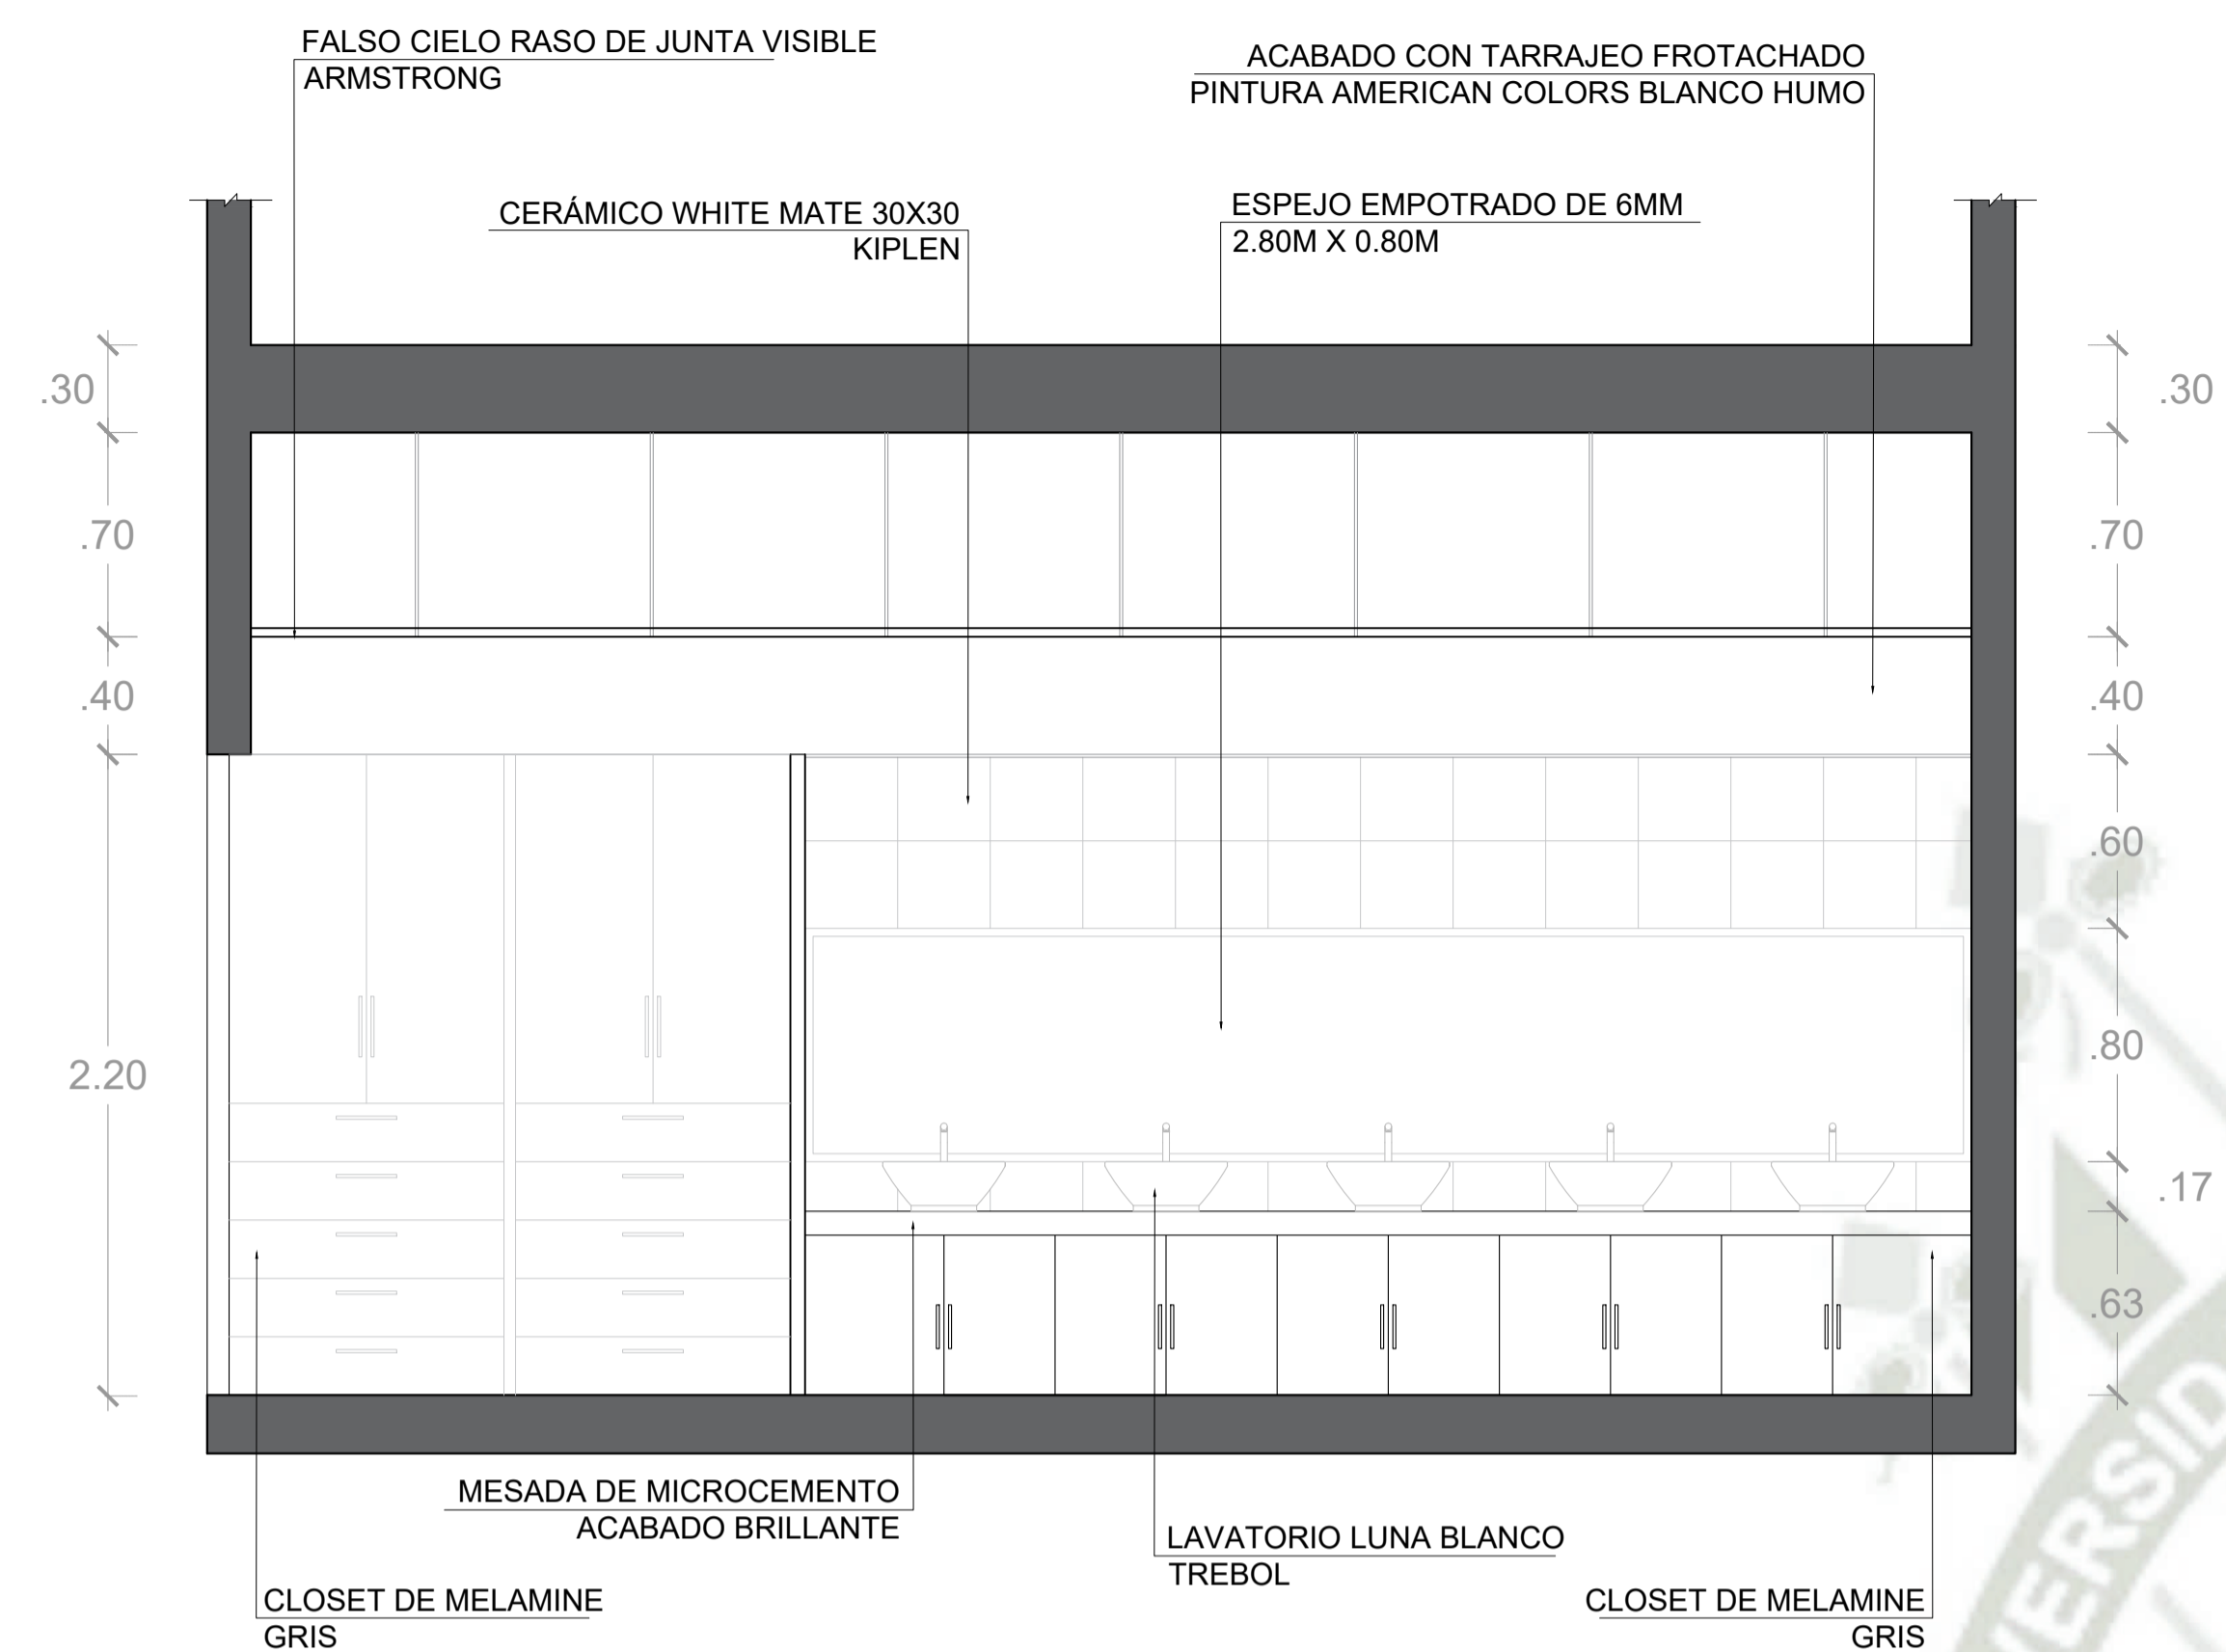 FALSO CIELO RASO DE JUNTA VISIBLE
ARMSTRONG
ACABADO CON TARRAJEO FROTACHADO
PINTURA AMERICAN COLORS BLANCO HUMO
CERÁMICO WHITE MATE 30X30
KIPLEN
ESPEJO EMPOTRADO DE 6MM
2.80M X 0.80M
.30
.30
.70
.70
.40
.40
.60
.80
2.20
.17
.63
MESADA DE MICROCEMENTO
ACABADO BRILLANTE
LAVATORIO LUNA BLANCO
TREBOL
CLOSET DE MELAMINE
GRIS
CLOSET DE MELAMINE
GRIS